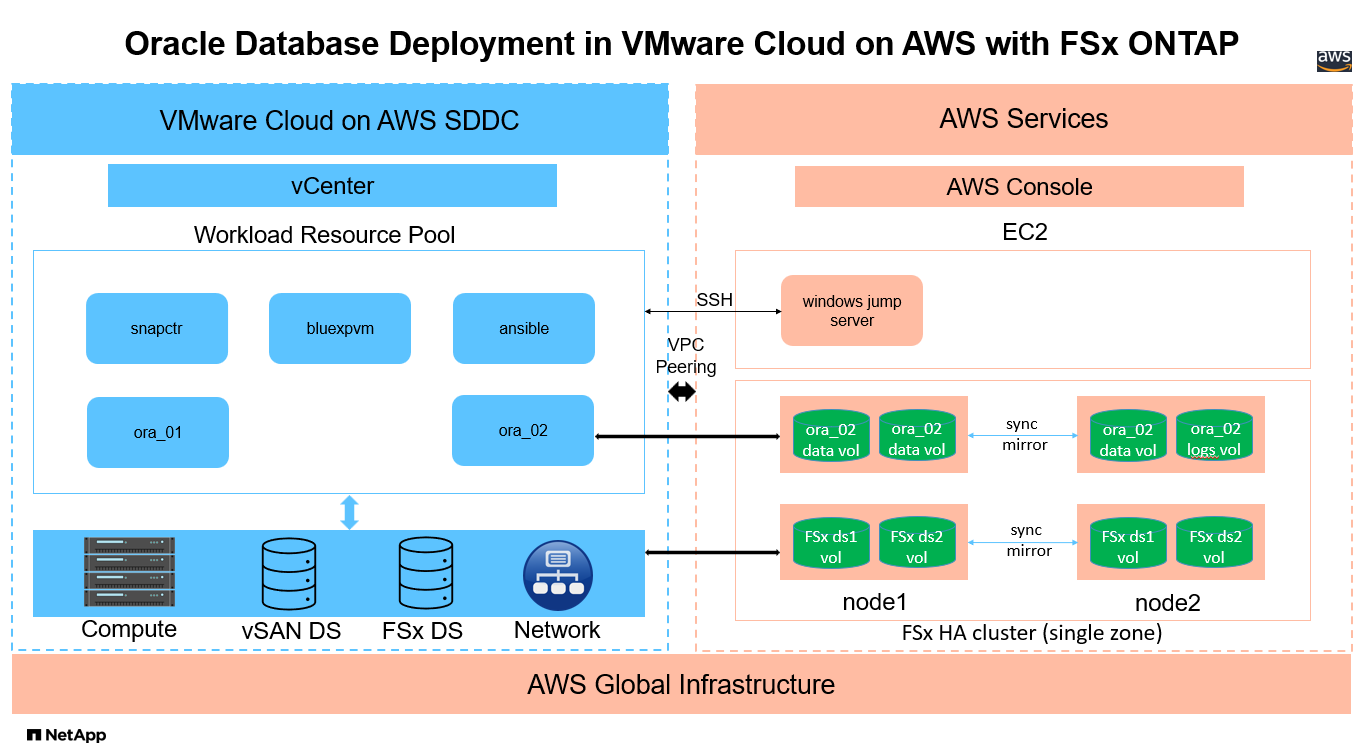 Oracle Database Deployment in VMware Cloud on AWS with FSx ONTAP
aws
VMware Cloud on AWS SDDC
AWS Services
vCenter
AWS Console
Workload Resource Pool
EC2
snapctr
bluexpvm
ansible
SSH
windows jump
server
VPC
Peering
ora_01
ora_02
ora_02
data vol
ora_02
data vol
sync
mirror
ora_02
data vol
ora_02
logs vol
FSx ds1
vol
FSx ds2
vol
sync
mirror
FSx ds1
vol
FSx ds2
vol
node1
node2
Compute
vSAN DS
FSx DS
Network
FSx HA cluster (single zone)
AWS Global Infrastructure
NetApp